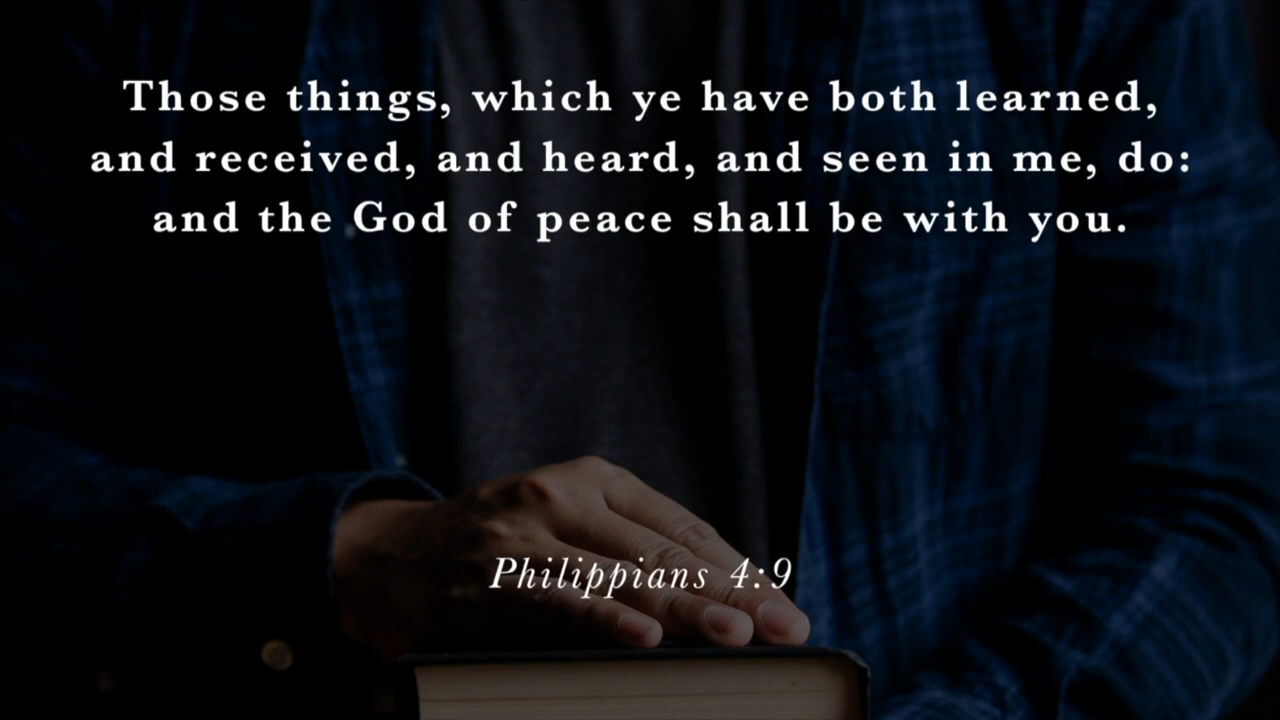 Those things, which ye have both learned,
and received, and heard, and seen in me, do:
and the God of peace shall be with you.
Philippians 4:9